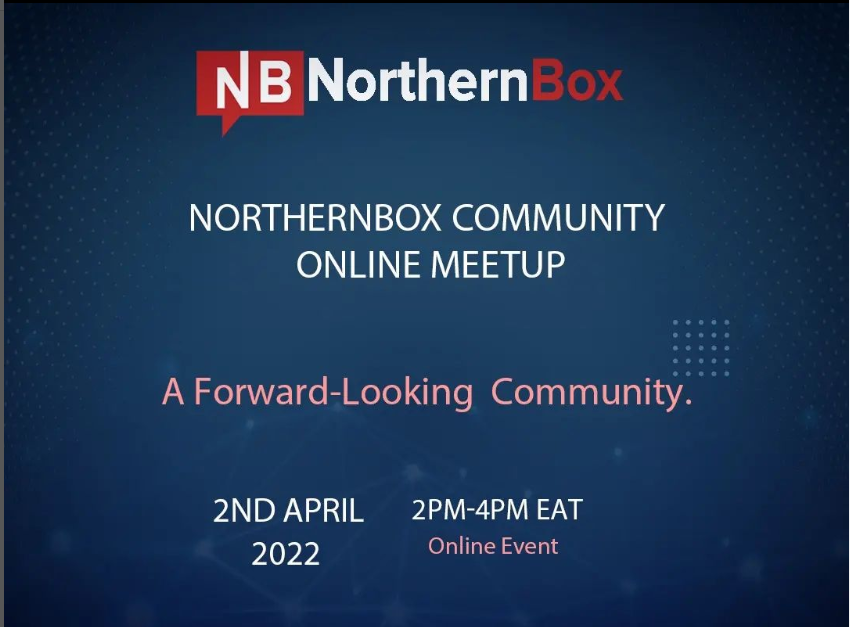 NB NorthernBox
NORTHERNBOX COMMUNITY
ONLINE MEETUP
A Forward-Looking Community.
2ND APRIL
2022
2PM-4PM EAT
Online Event